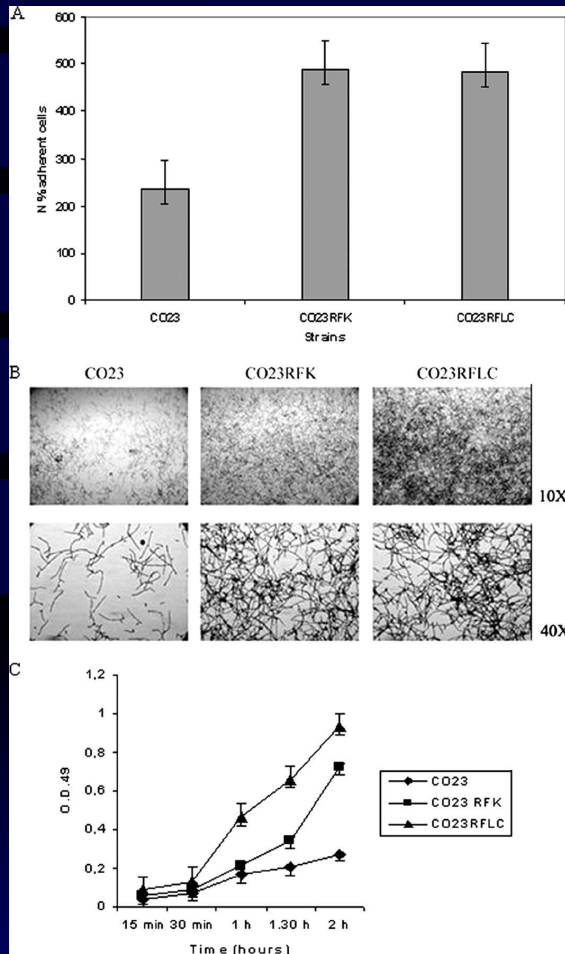 A
600
500
400
300
200
100
0
N % adherent cells
CO23
CO23RFK
CO23RFLC
Strains
B
CO23
CO23RFK
CO23RFLC
10X
40X
C
1,2
1
0,8
0,6
0,4
0,2
0
O.D.49
15 min
30 min
1 h
1.30 h
2 h
Time (hours)
CO23
CO23 RFK
CO23RFLC